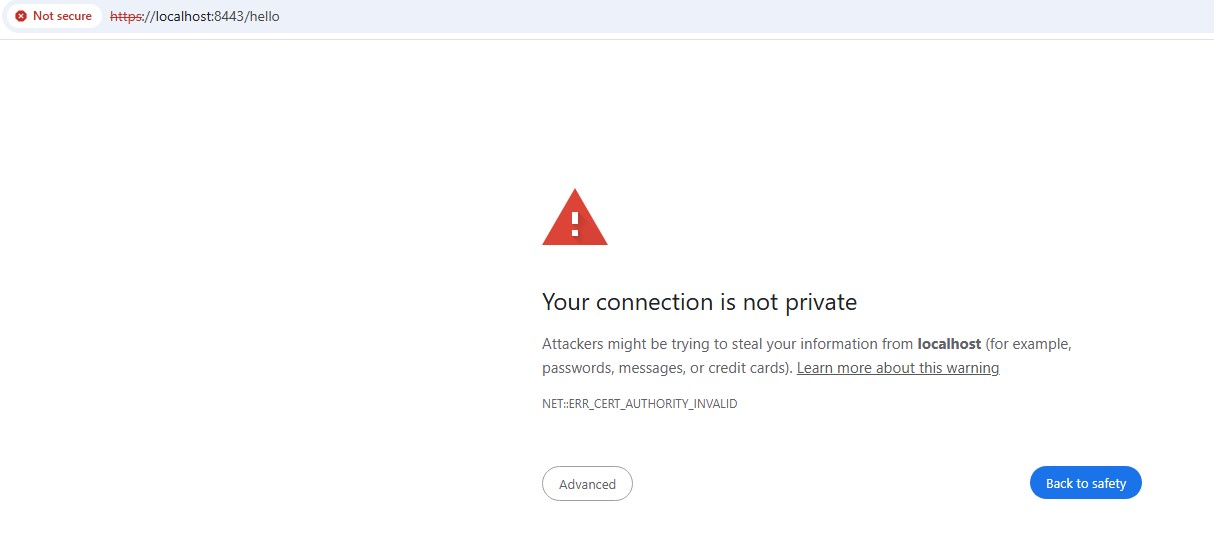 Not secure https://localhost:8443/hello
Your connection is not private
Attackers might be trying to steal your information from localhost (for example,
passwords, messages, or credit cards). Learn more about this warning
NET::ERR_CERT_AUTHORITY_INVALID
Advanced Back to safety